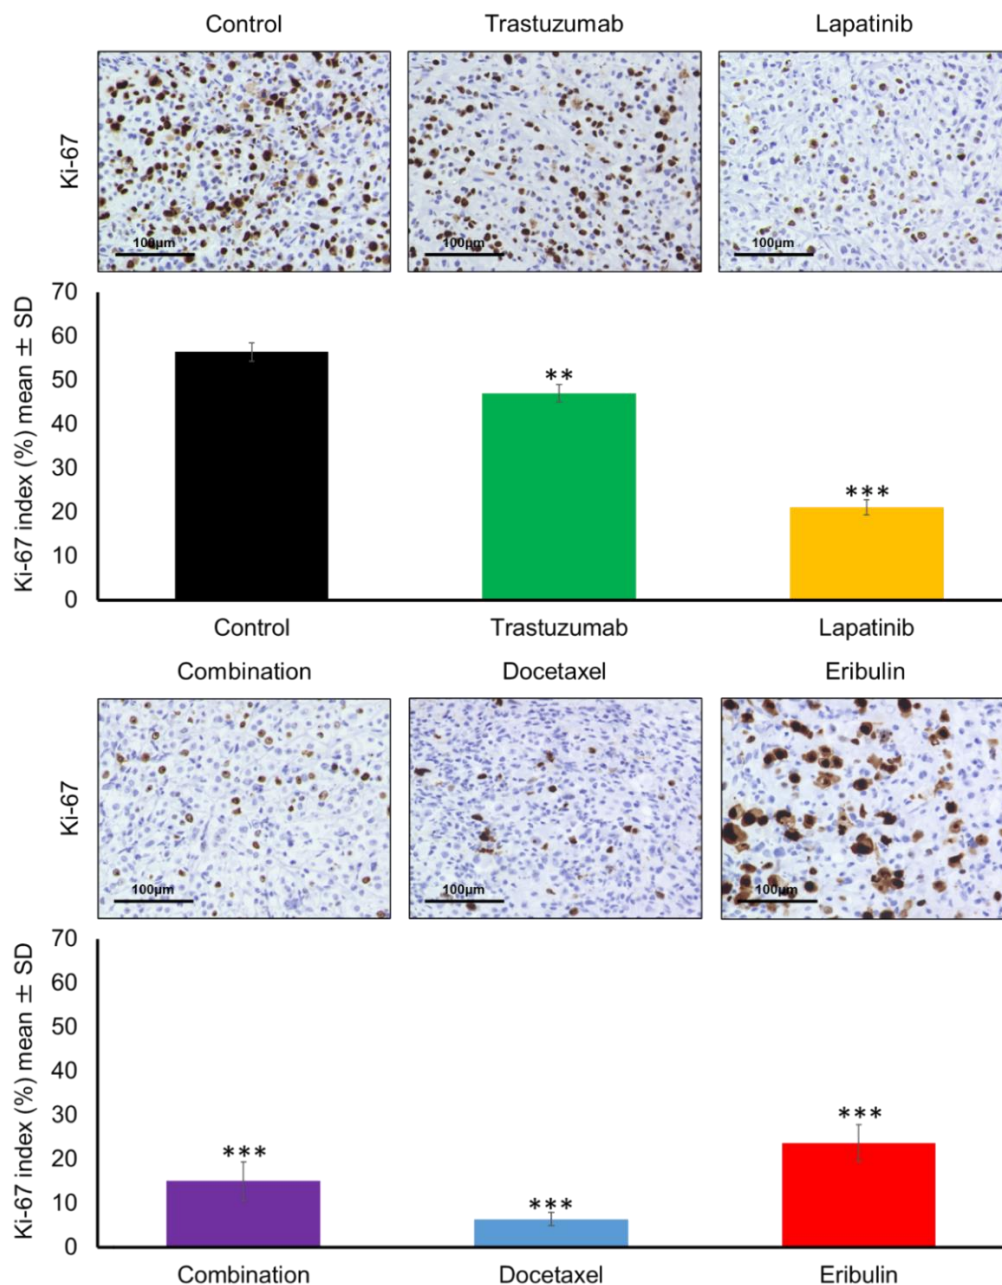 Control Trastuzumab Lapatinib
Ki-67
100µm 100µm 100µm
Ki-67 index (%) mean ± SD
70
60
50
40
30
20
10
0
**
***
Control Trastuzumab Lapatinib
Combination Docetaxel Eribulin
Ki-67
100µm 100µm 100µm
Ki-67 index (%) mean ± SD
70
60
50
40
30
20
10
0
***
***
***
Combination Docetaxel Eribulin